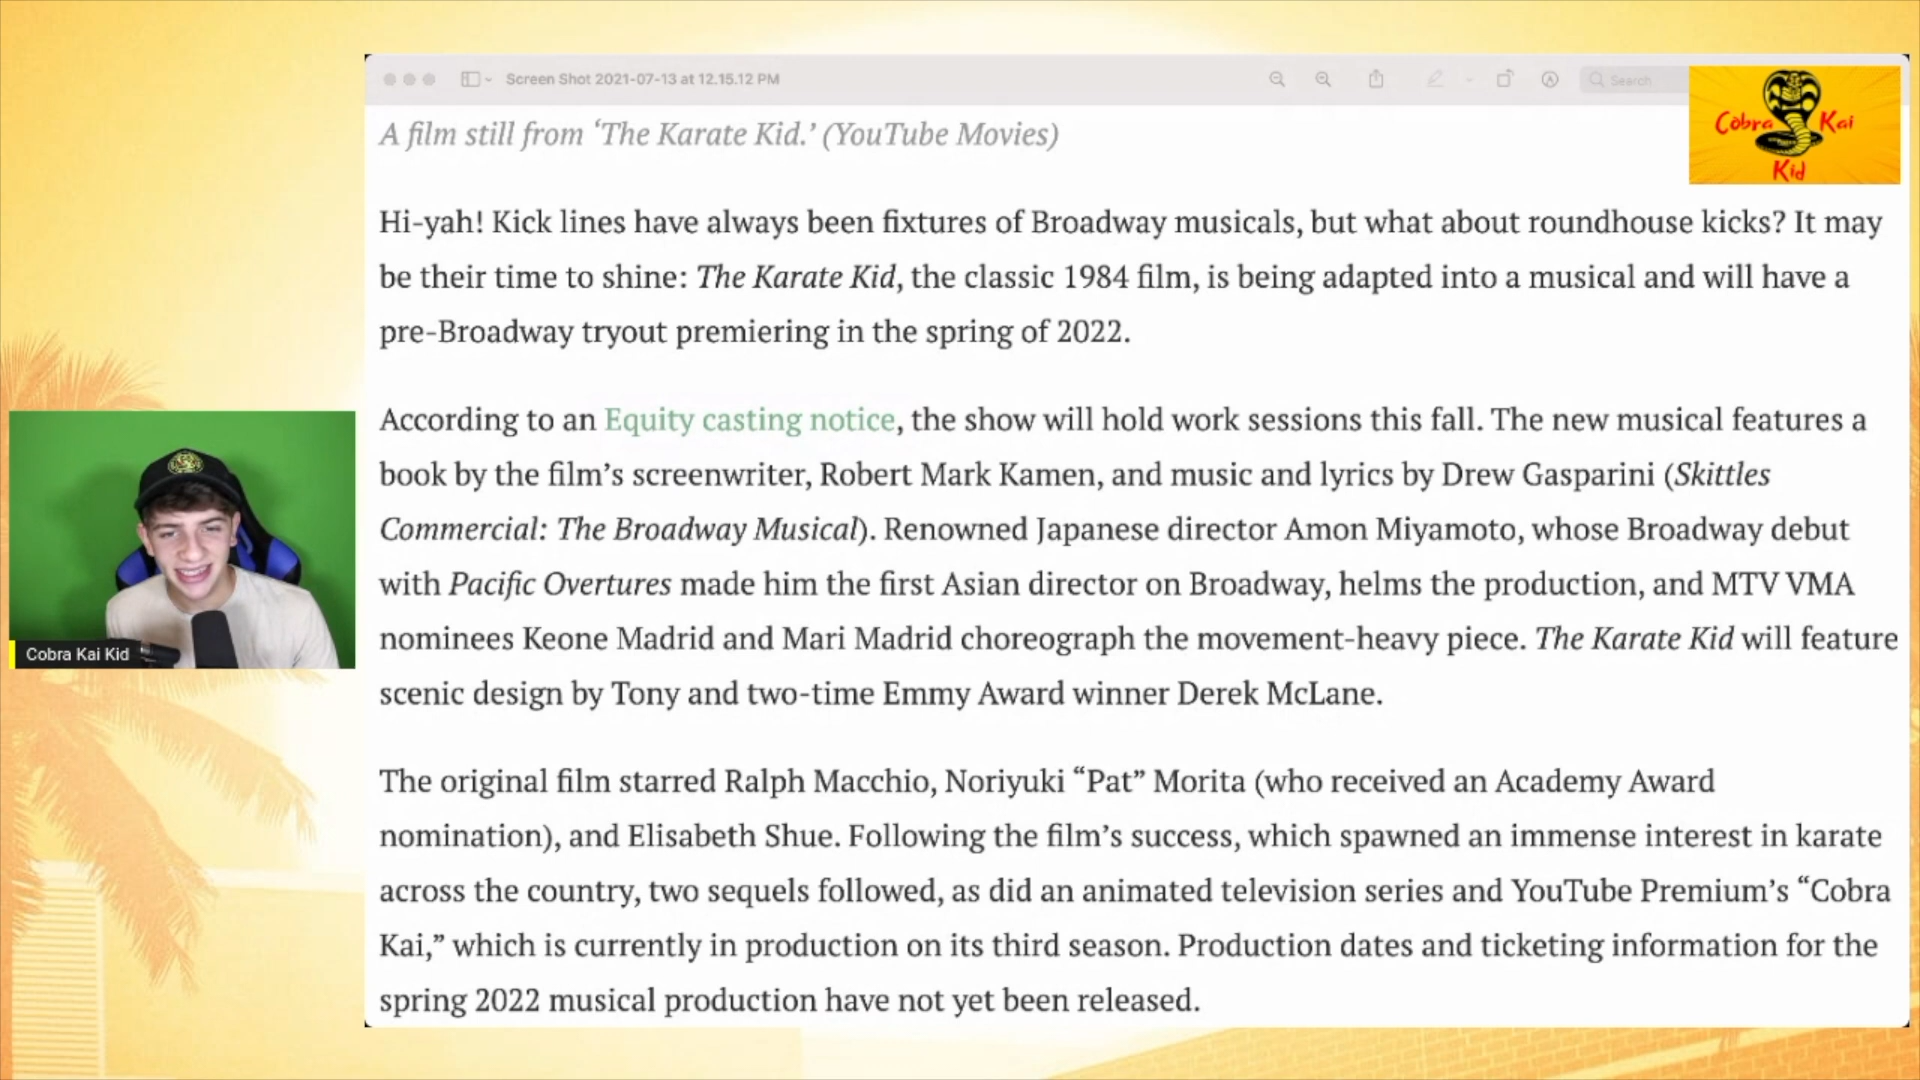 Screen Shot 2021-07-13 at 12.15.12 PM
Search
Cobra Kai
Kid
A film still from ‘The Karate Kid.’ (YouTube Movies)
Hi-yah! Kick lines have always been fixtures of Broadway musicals, but what about roundhouse kicks? It may
be their time to shine: The Karate Kid, the classic 1984 film, is being adapted into a musical and will have a
pre-Broadway tryout premiering in the spring of 2022.
According to an Equity casting notice, the show will hold work sessions this fall. The new musical features a
book by the film’s screenwriter, Robert Mark Kamen, and music and lyrics by Drew Gasparini (Skittles
Commercial: The Broadway Musical). Renowned Japanese director Amon Miyamoto, whose Broadway debut
with Pacific Overtures made him the first Asian director on Broadway, helms the production, and MTV VMA
nominees Keone Madrid and Mari Madrid choreograph the movement-heavy piece. The Karate Kid will feature
scenic design by Tony and two-time Emmy Award winner Derek McLane.
The original film starred Ralph Macchio, Noriyuki “Pat” Morita (who received an Academy Award
nomination), and Elisabeth Shue. Following the film’s success, which spawned an immense interest in karate
across the country, two sequels followed, as did an animated television series and YouTube Premium’s “Cobra
Kai,” which is currently in production on its third season. Production dates and ticketing information for the
spring 2022 musical production have not yet been released.
Cobra Kai Kid